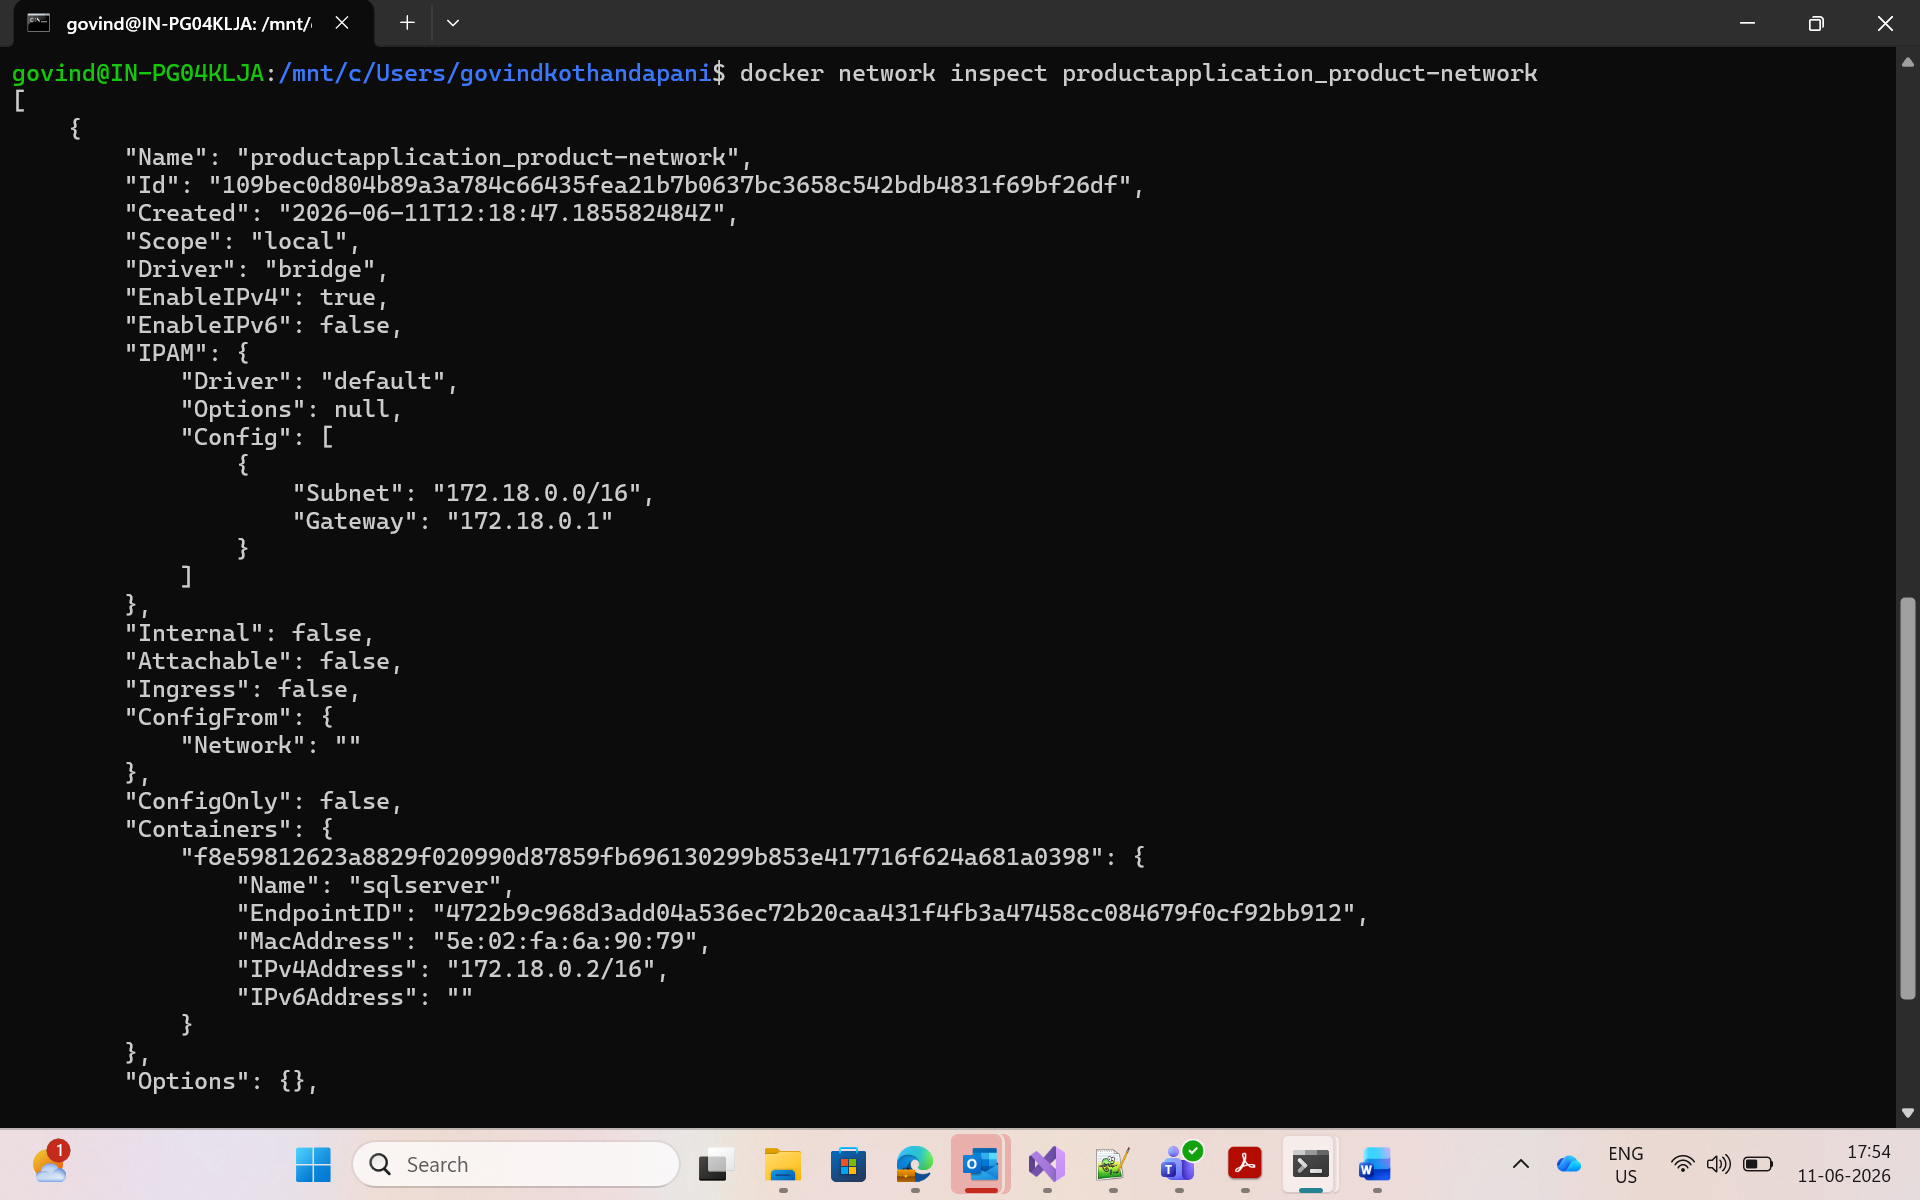 govind@IN-PG04KLJA: /mnt/
govind@IN-PG04KLJA:/mnt/c/Users/govindkothandapani$ docker network inspect productapplication_product-network
[
    {
        "Name": "productapplication_product-network",
        "Id": "109bec0d804b89a3a784c66435fea21b7b0637bc3658c542bdb4831f69bf26df",
        "Created": "2026-06-11T12:18:47.185582484Z",
        "Scope": "local",
        "Driver": "bridge",
        "EnableIPv4": true,
        "EnableIPv6": false,
        "IPAM": {
            "Driver": "default",
            "Options": null,
            "Config": [
                {
                    "Subnet": "172.18.0.0/16",
                    "Gateway": "172.18.0.1"
                }
            ]
        },
        "Internal": false,
        "Attachable": false,
        "Ingress": false,
        "ConfigFrom": {
            "Network": ""
        },
        "ConfigOnly": false,
        "Containers": {
            "f8e59812623a8829f020990d87859fb696130299b853e417716f624a681a0398": {
                "Name": "sqlserver",
                "EndpointID": "4722b9c968d3add04a536ec72b20caa431f4fb3a47458cc084679f0cf92bb912",
                "MacAddress": "5e:02:fa:6a:90:79",
                "IPv4Address": "172.18.0.2/16",
                "IPv6Address": ""
            }
        },
        "Options": {},
1
Search
ENG
US
17:54
11-06-2026